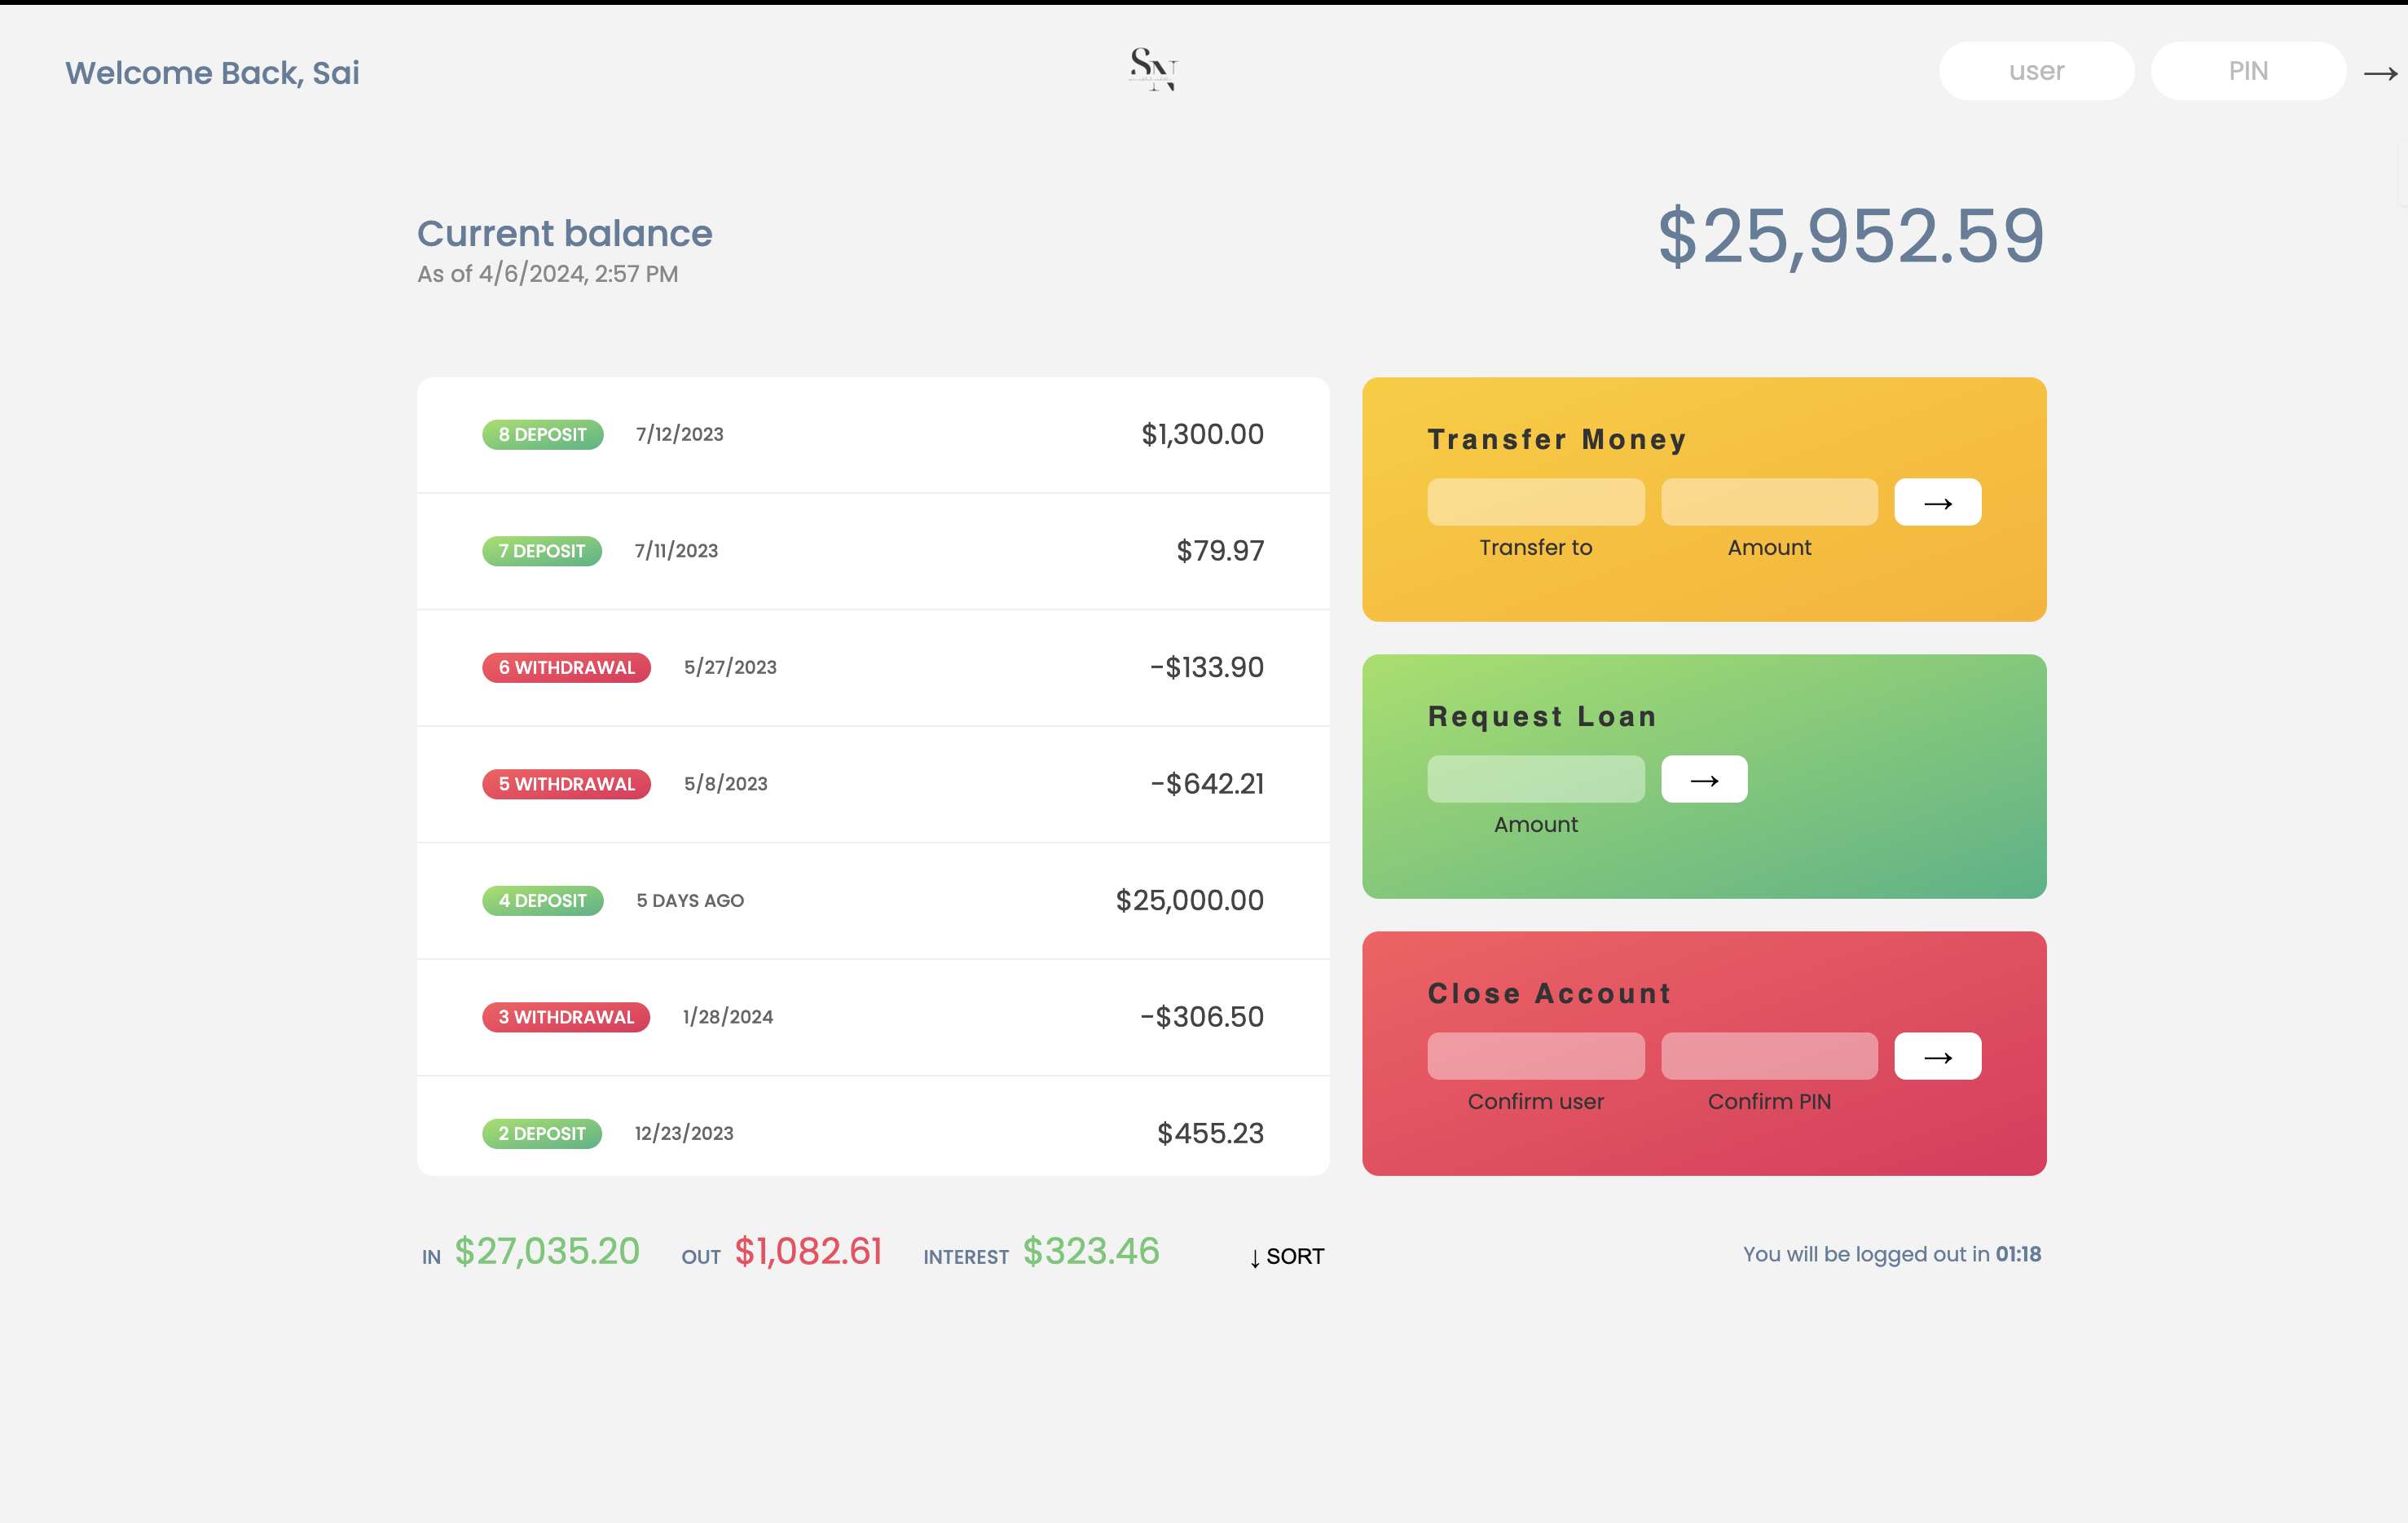 Welcome Back, Sai
user PIN →
Current balance
As of 4/6/2024, 2:57 PM
$25,952.59
8 DEPOSIT 7/12/2023 $1,300.00
7 DEPOSIT 7/11/2023 $79.97
6 WITHDRAWAL 5/27/2023 -$133.90
5 WITHDRAWAL 5/8/2023 -$642.21
4 DEPOSIT 5 DAYS AGO $25,000.00
3 WITHDRAWAL 1/28/2024 -$306.50
2 DEPOSIT 12/23/2023 $455.23
Transfer Money
→
Transfer to Amount
Request Loan
→
Amount
Close Account
→
Confirm user Confirm PIN
IN $27,035.20 OUT $1,082.61 INTEREST $323.46 ↓ SORT
You will be logged out in 01:18